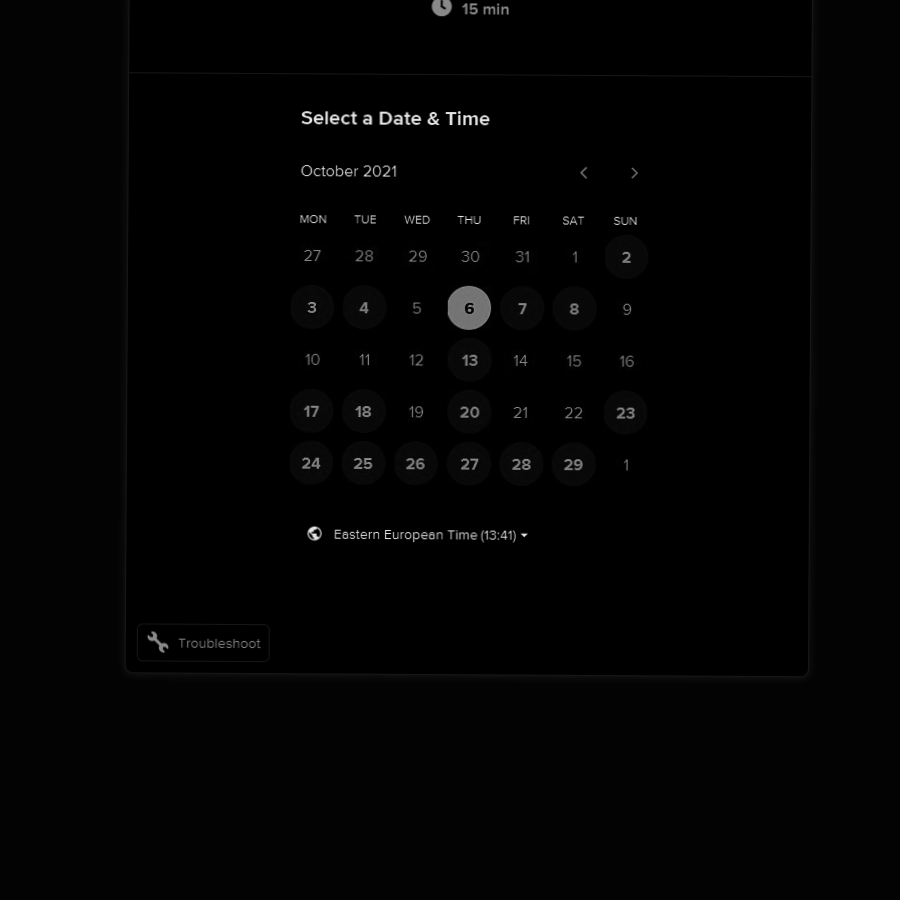 15 min
Select a Date & Time
October 2021
MON TUE WED THU FRI SAT SUN
27 28 29 30 31 1 2
3 4 5 6 7 8 9
10 11 12 13 14 15 16
17 18 19 20 21 22 23
24 25 26 27 28 29 1
Eastern European Time (13:41)
Troubleshoot